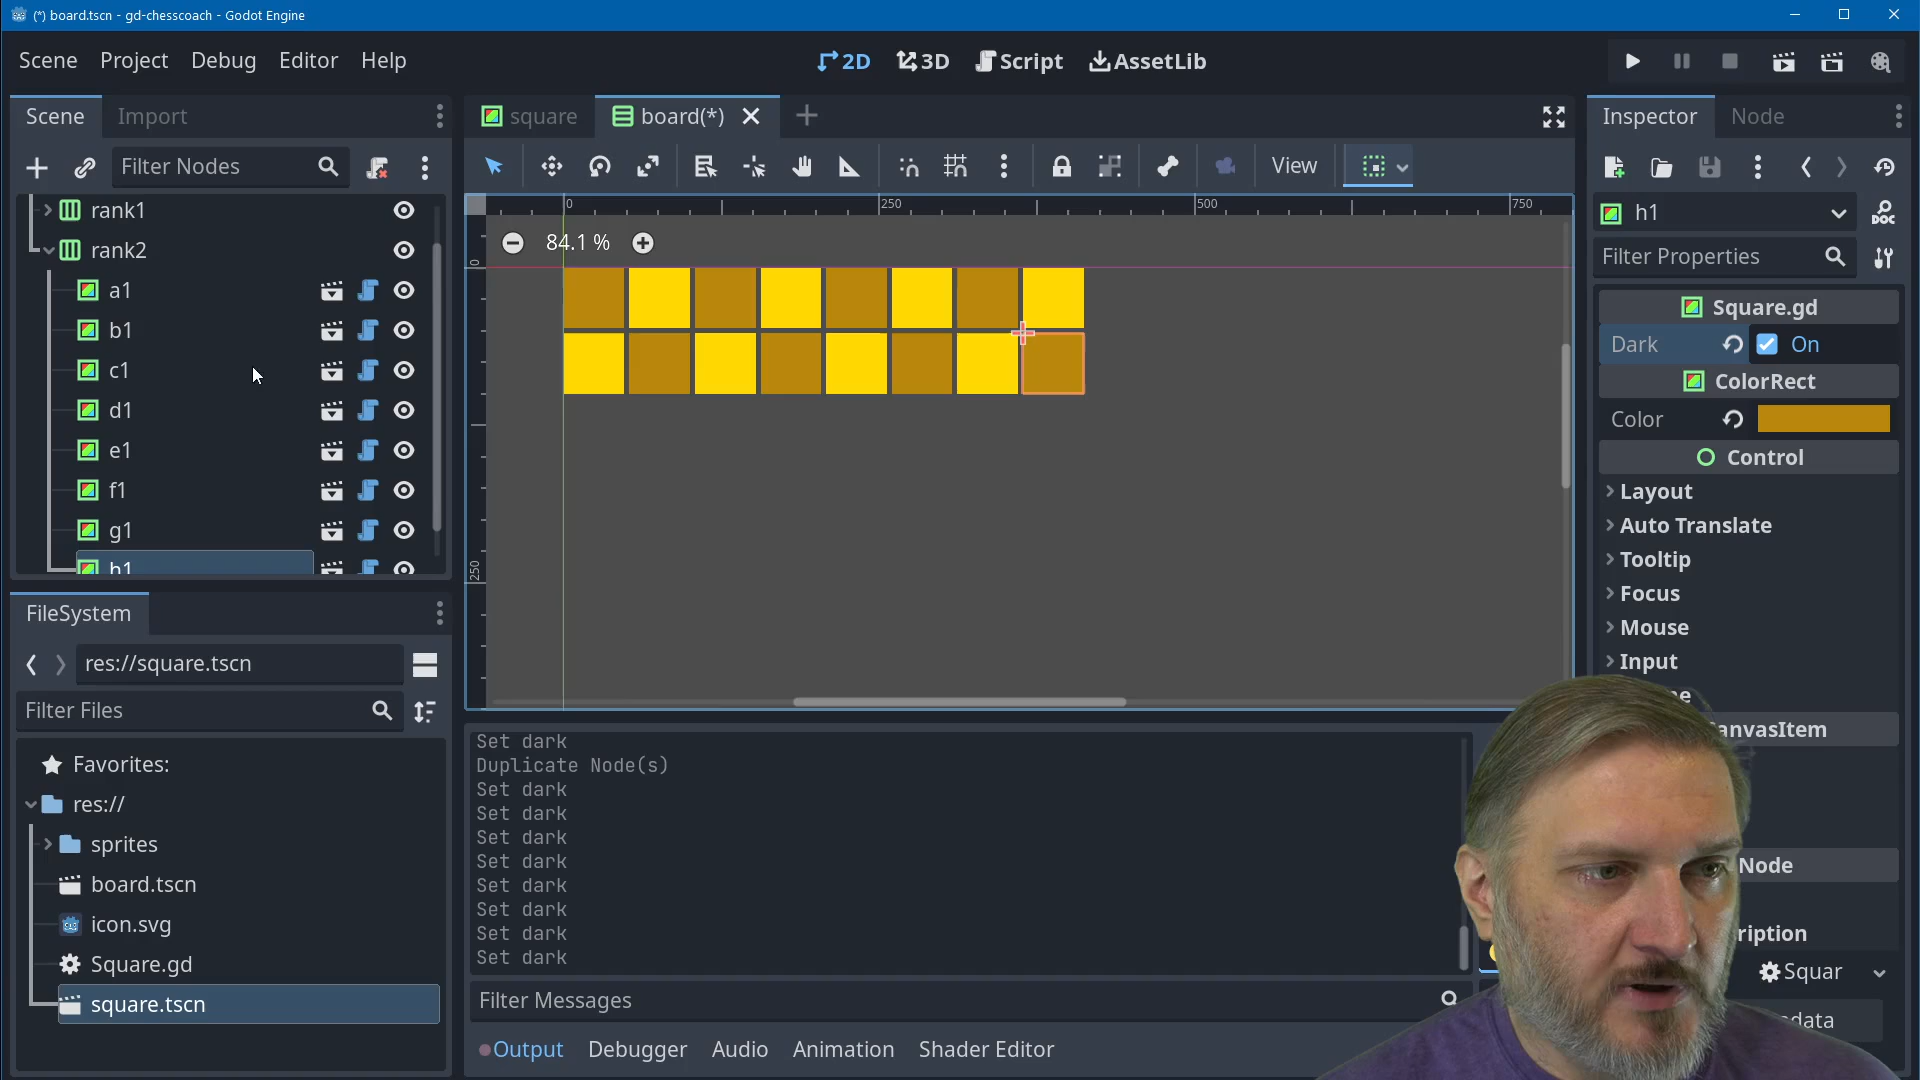 (*) board.tscn - gd-chesscoach - Godot Engine
Scene Project Debug Editor Help
2D 3D Script AssetLib
Scene Import
square board(*)
Inspector Node
Filter Nodes
View
rank1
rank2
a1
b1
c1
d1
e1
f1
g1
h1
0 250 500 750
0
250
84.1 %
h1
Filter Properties
Square.gd
Dark On
ColorRect
Color
Control
Layout
Auto Translate
Tooltip
Focus
Mouse
Input
anvasItem
Node
ription
Squar
adata
FileSystem
res://square.tscn
Filter Files
Favorites:
res://
sprites
board.tscn
icon.svg
Square.gd
square.tscn
Set dark
Duplicate Node(s)
Set dark
Set dark
Set dark
Set dark
Set dark
Set dark
Set dark
Set dark
Filter Messages
Output Debugger Audio Animation Shader Editor